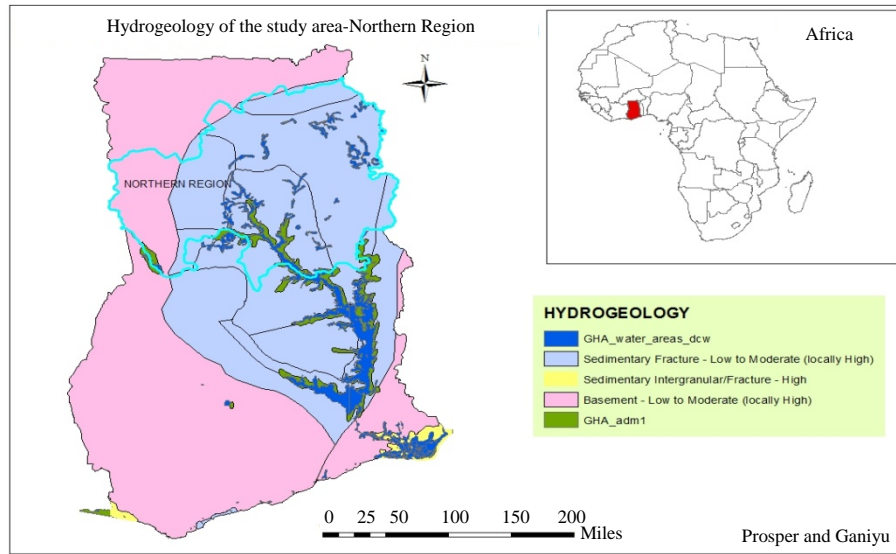 Hydrogeology of the study area-Northern Region
N
NORTHERN REGION
Africa
HYDROGEOLOGY
GHA_water_areas_dcw
Sedimentary Fracture - Low to Moderate (locally High)
Sedimentary Intergranular/Fracture - High
Basement - Low to Moderate (locally High)
GHA_adm1
0 25 50 100 150 200
Miles
Prosper and Ganiyu